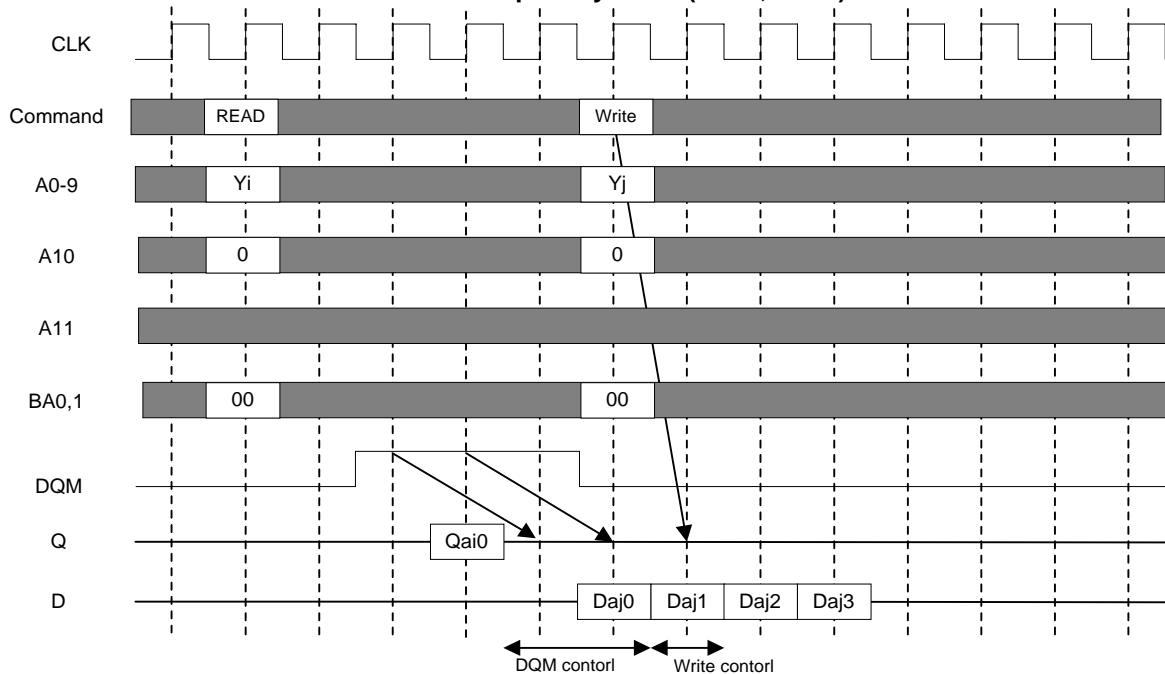 CLK
Command READ Write
A0-9 Yi Yj
A10 0 0
A11
BA0,1 00 00
DQM
Q Qai0
D Daj0 Daj1 Daj2 Daj3
DQM contorl Write contorl